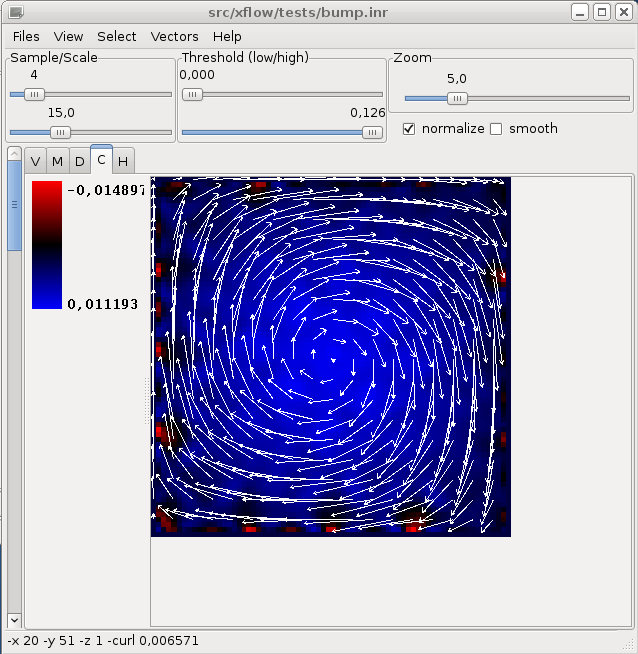 src/xflow/tests/bump.inr
Files View Select Vectors Help
Sample/Scale
4
15,0
Threshold (low/high)
0,000
0,126
Zoom
5,0
normalize smooth
V M D C H
-0,014897
0,011193
-x 20 -y 51 -z 1 -curl 0,006571